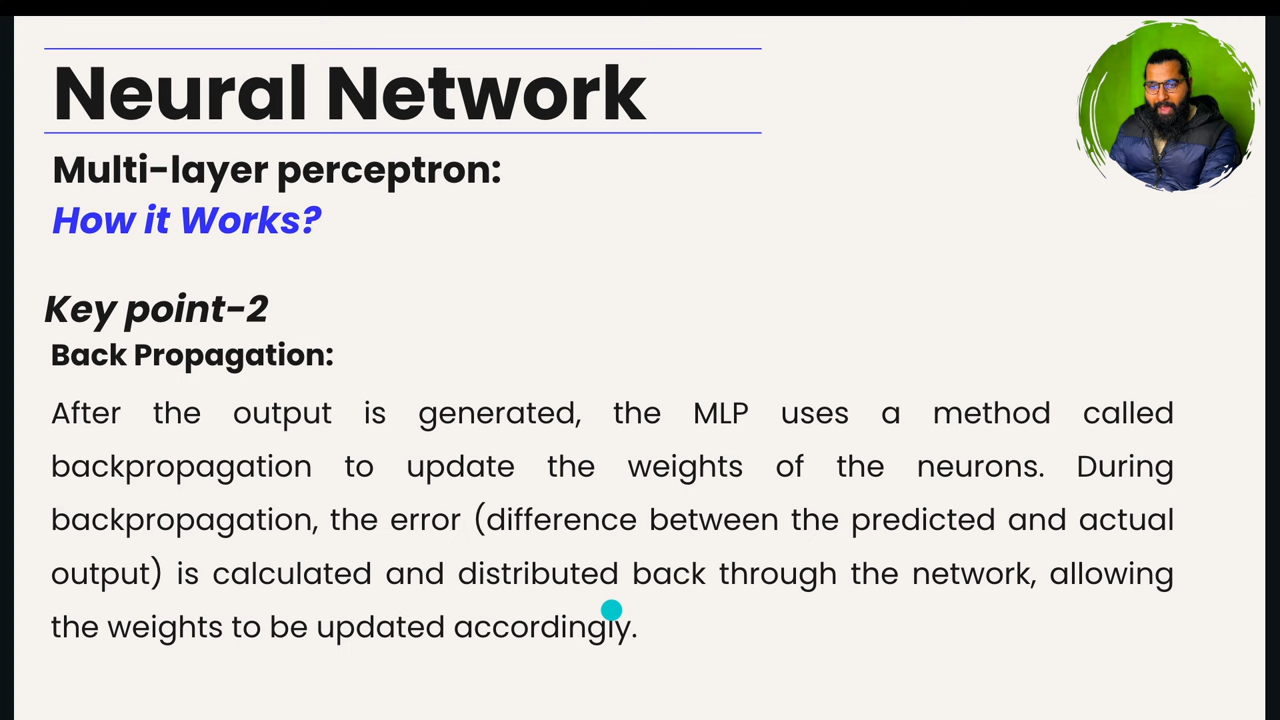 Neural Network
Multi-layer perceptron:
How it Works?
Key point-2
Back Propagation:
After the output is generated, the MLP uses a method called
backpropagation to update the weights of the neurons. During
backpropagation, the error (difference between the predicted and actual
output) is calculated and distributed back through the network, allowing
the weights to be updated accordingly.